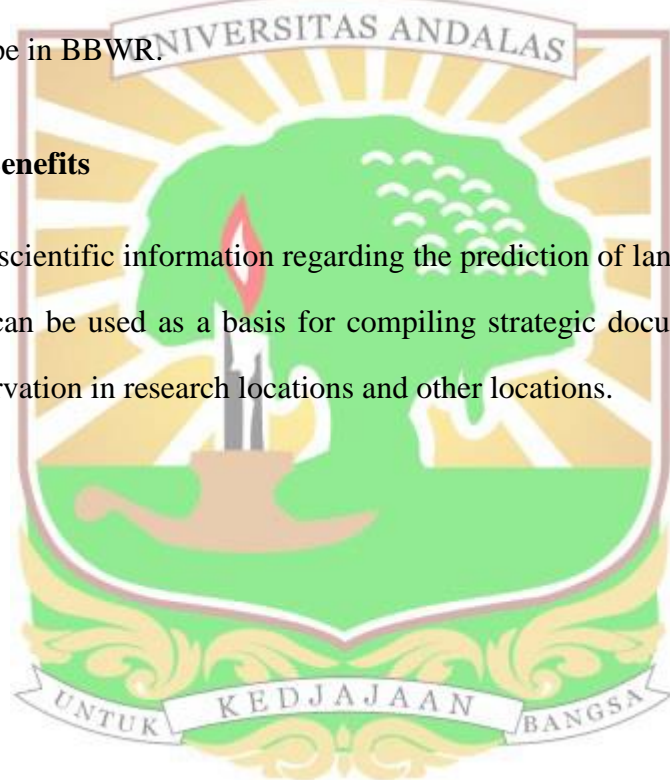 be in BBWR.
UNIVERSITAS ANDALAS
enefits
scientific information regarding the prediction of lan
can be used as a basis for compiling strategic docu
rvation in research locations and other locations.
UNTUK KEDJAJAAN BANGSA